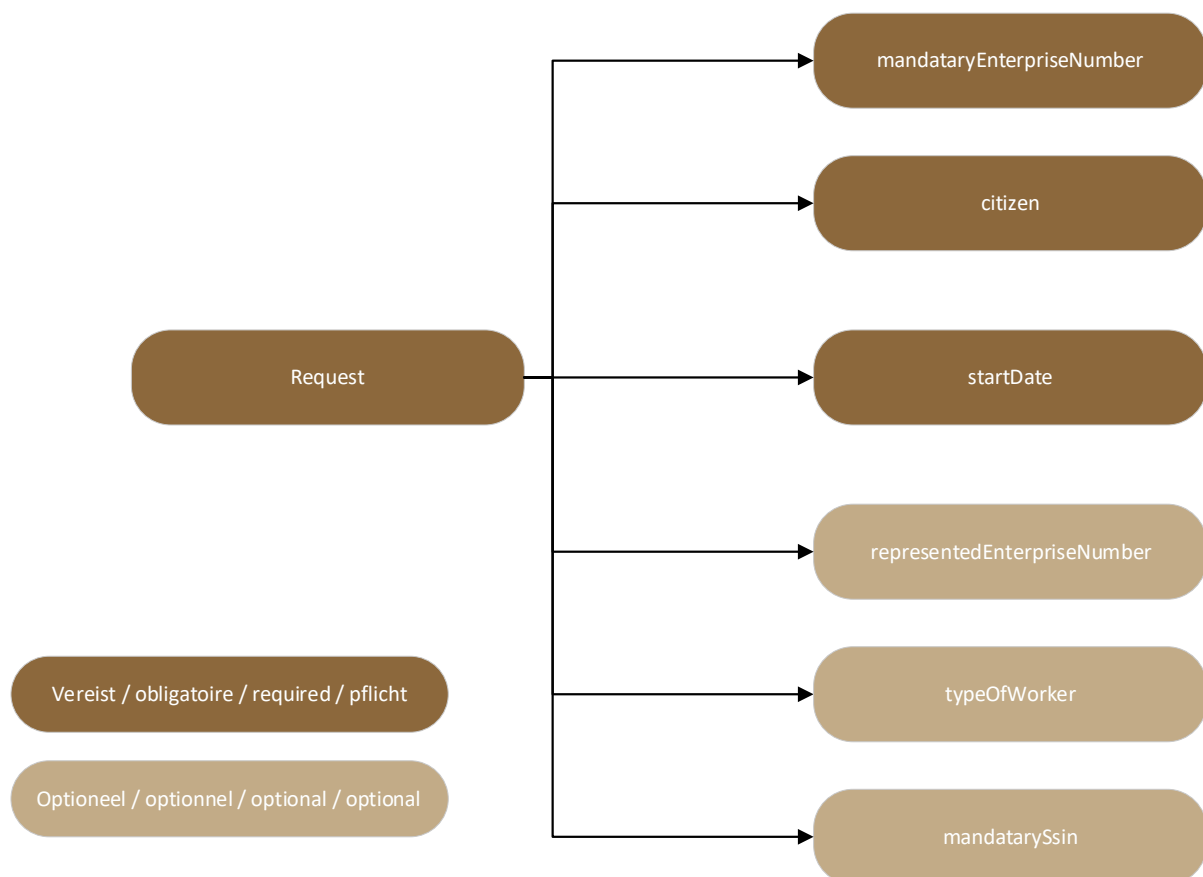 mandataryEnterpriseNumber
citizen
Request
startDate
representedEnterpriseNumber
Vereist / obligatoire / required / pflicht
typeOfWorker
Optioneel / optionnel / optional / optional
mandatarySsin